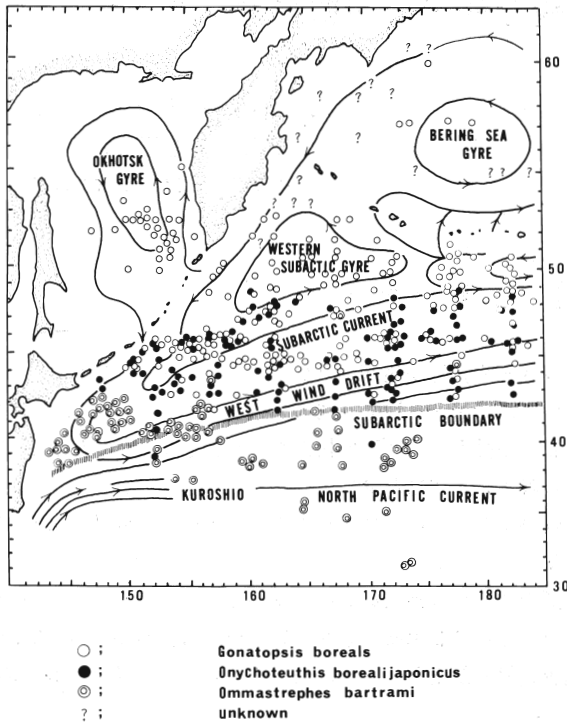 60
OKHOTSK
GYRE
BERING SEA
GYRE
WESTERN
SUBACTIC GYRE
50
SUBARCTIC CURRENT
WEST WIND DRIFT
SUBARCTIC BOUNDARY
40
KUROSHIO
NORTH PACIFIC CURRENT
30
150
160
170
180
○ ; Gonatopsis boreals
● ; Onychoteuthis borealijaponicus
◎ ; Ommastrephes bartrami
? ; unknown